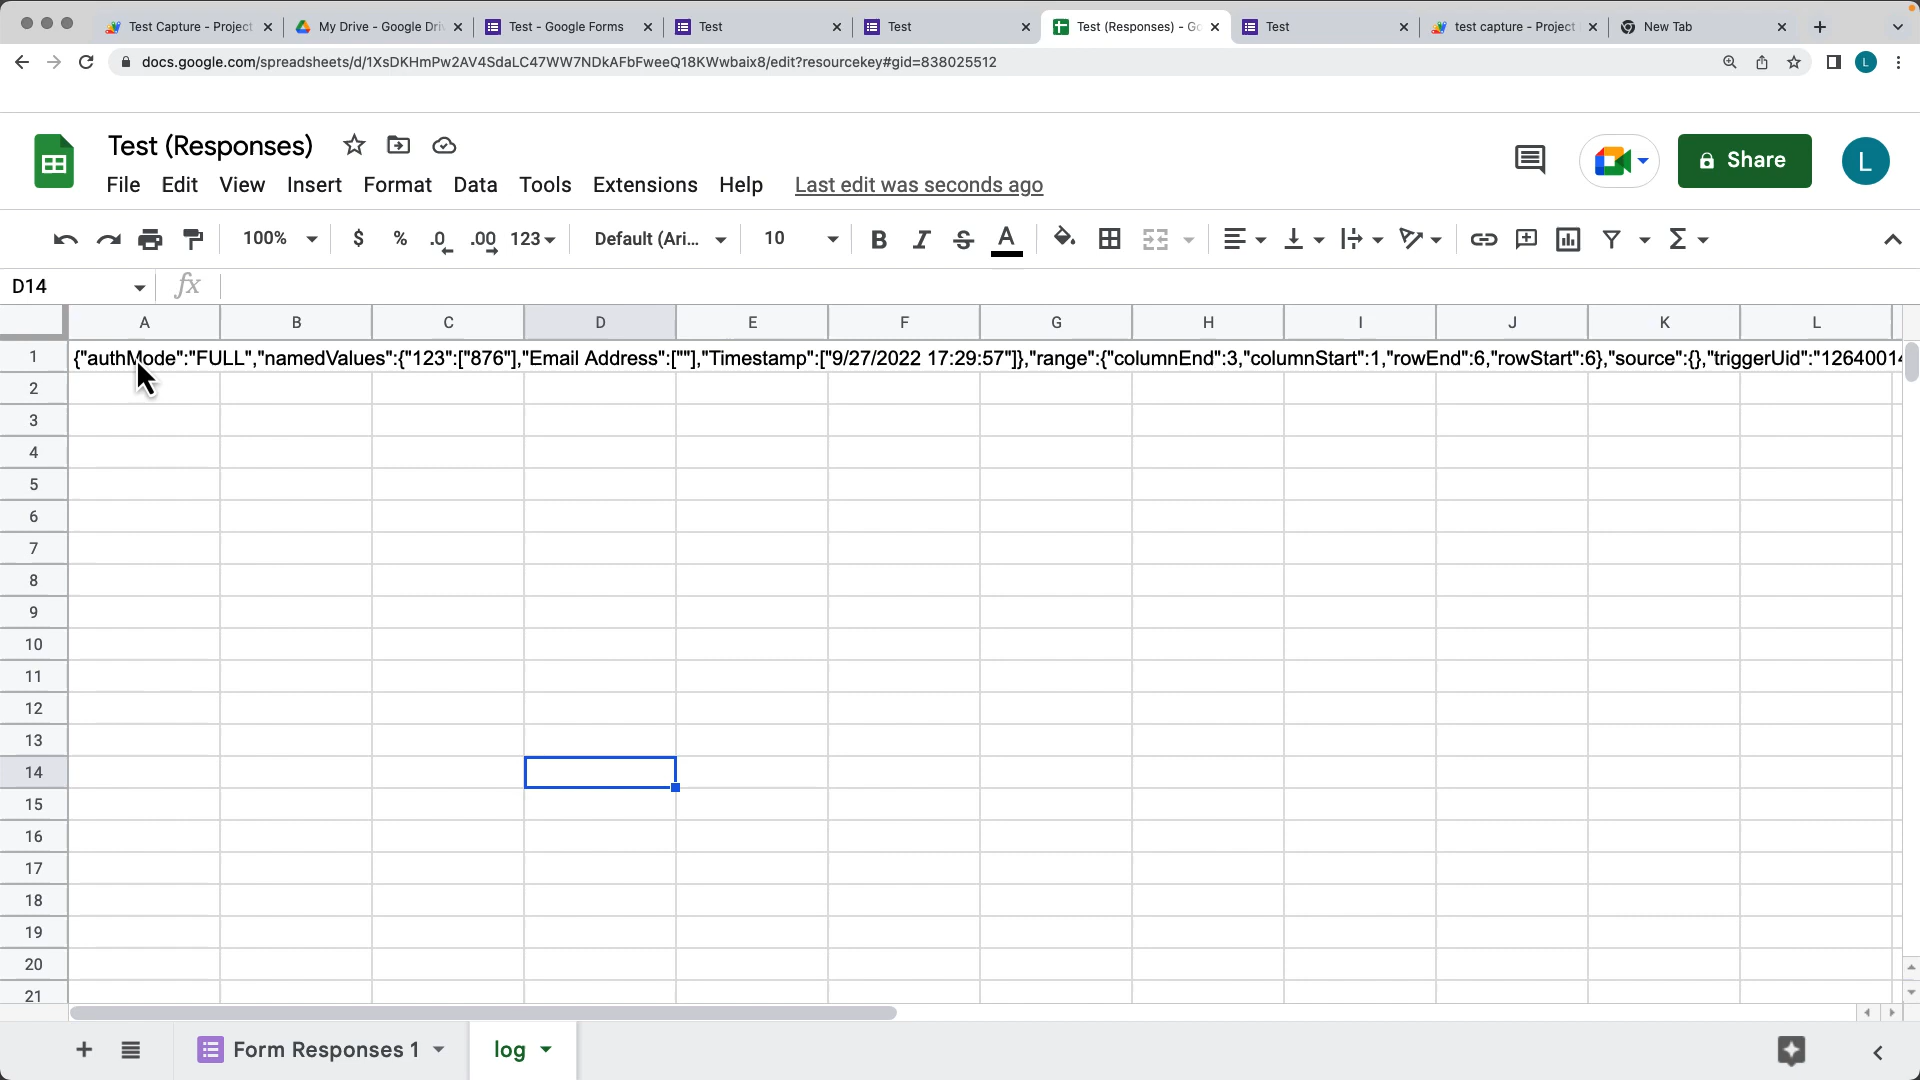 Test Capture - Project
My Drive - Google Dri
Test - Google Forms
Test
Test
Test (Responses) - Go
Test
test capture - Project
New Tab
docs.google.com/spreadsheets/d/1XsDKHmPw2AV4SdaLC47WW7NDkAFbFweeQ18KWwbaix8/edit?resourcekey#gid=838025512
L
Test (Responses)
Share
L
File Edit View Insert Format Data Tools Extensions Help Last edit was seconds ago
100% $ % .0 .00 123 Default (Ari... 10 B I S A Σ
D14 fx
A B C D E F G H I J K L
1 {"authMode":"FULL","namedValues":{"123":["876"],"Email Address":[""],"Timestamp":["9/27/2022 17:29:57"]},"range":{"columnEnd":3,"columnStart":1,"rowEnd":6,"rowStart":6},"source":{},"triggerUid":"12640014
2
3
4
5
6
7
8
9
10
11
12
13
14
15
16
17
18
19
20
21
+ Form Responses 1 log